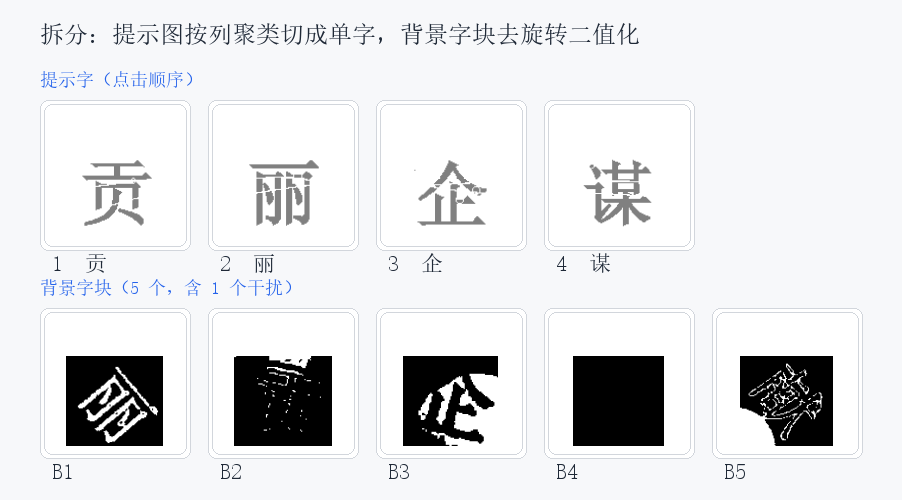 拆分：提示图按列聚类切成单字，背景字块去旋转二值化
提示字（点击顺序）
贡 丽 企 谋
1 贡 2 丽 3 企 4 谋
背景字块（5 个，含 1 个干扰）
丽 企
B1 B2 B3 B4 B5